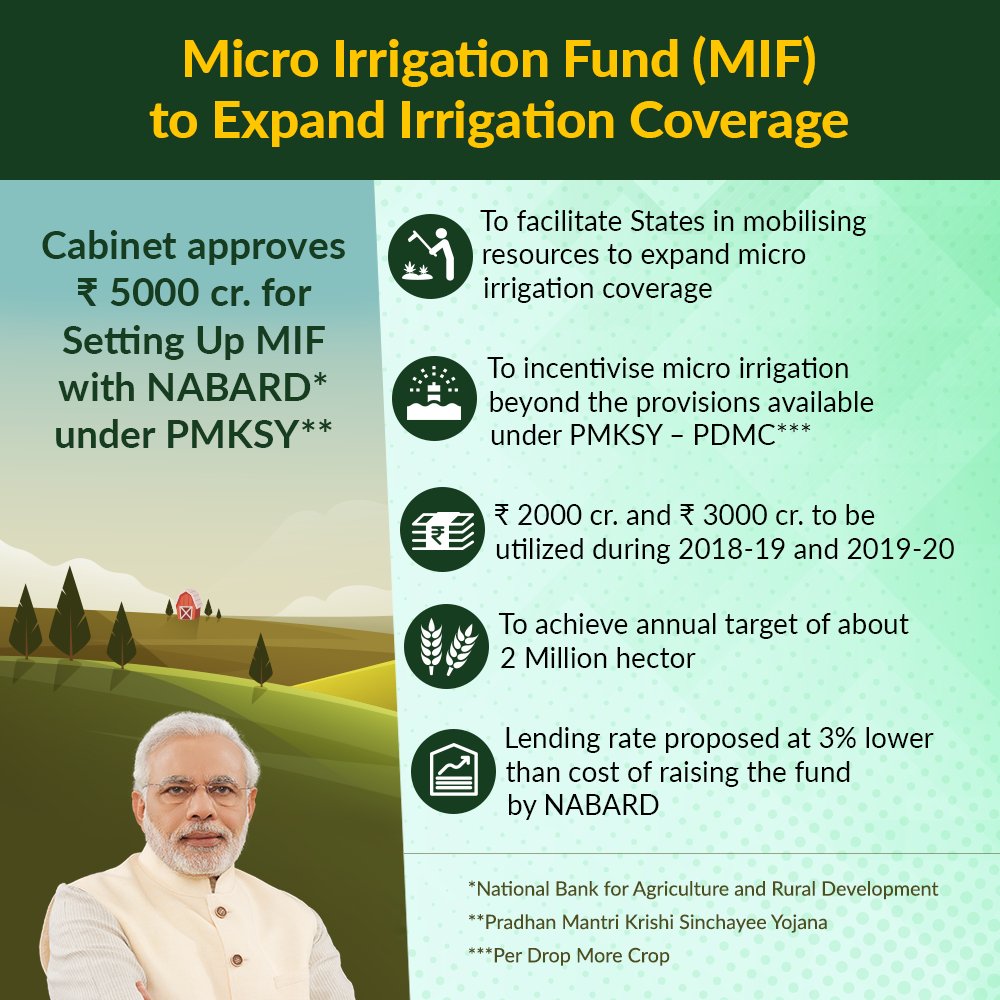 Micro Irrigation Fund (MIF)
to Expand Irrigation Coverage
Cabinet approves
₹ 5000 cr. for
Setting Up MIF
with NABARD*
under PMKSY**
To facilitate States in mobilising
resources to expand micro
irrigation coverage
To incentivise micro irrigation
beyond the provisions available
under PMKSY – PDMC***
₹
₹ 2000 cr. and ₹ 3000 cr. to be
utilized during 2018-19 and 2019-20
To achieve annual target of about
2 Million hector
Lending rate proposed at 3% lower
than cost of raising the fund
by NABARD
*National Bank for Agriculture and Rural Development
**Pradhan Mantri Krishi Sinchayee Yojana
***Per Drop More Crop